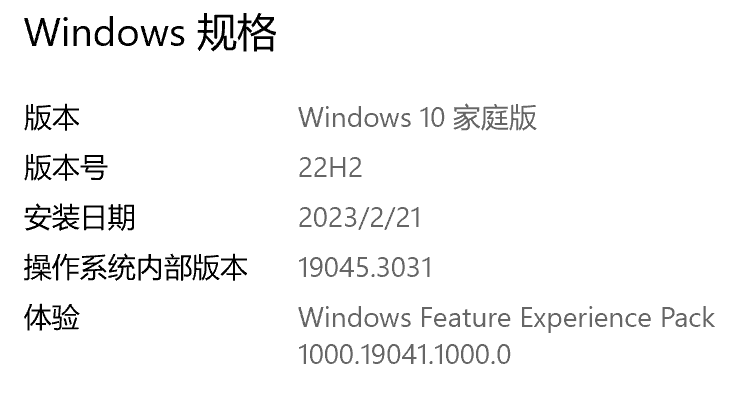 Windows 规格
版本 Windows 10 家庭版
版本号 22H2
安装日期 2023/2/21
操作系统内部版本 19045.3031
体验 Windows Feature Experience Pack
1000.19041.1000.0